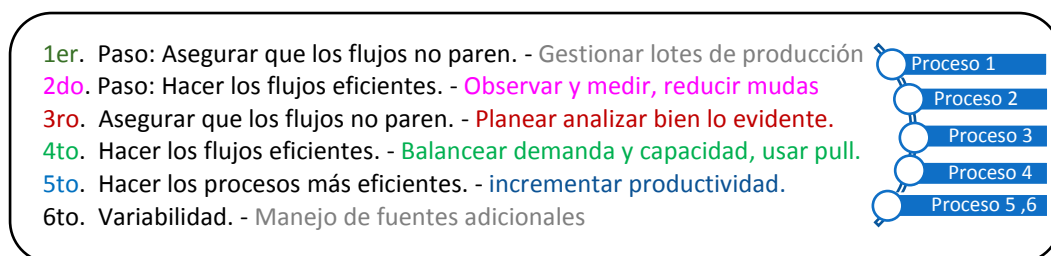 1er. Paso: Asegurar que los flujos no paren. - Gestionar lotes de producción
2do. Paso: Hacer los flujos eficientes. - Observar y medir, reducir mudas
3ro. Asegurar que los flujos no paren. - Planear analizar bien lo evidente.
4to. Hacer los flujos eficientes. - Balancear demanda y capacidad, usar pull.
5to. Hacer los procesos más eficientes. - incrementar productividad.
6to. Variabilidad. - Manejo de fuentes adicionales
Proceso 1
Proceso 2
Proceso 3
Proceso 4
Proceso 5 ,6